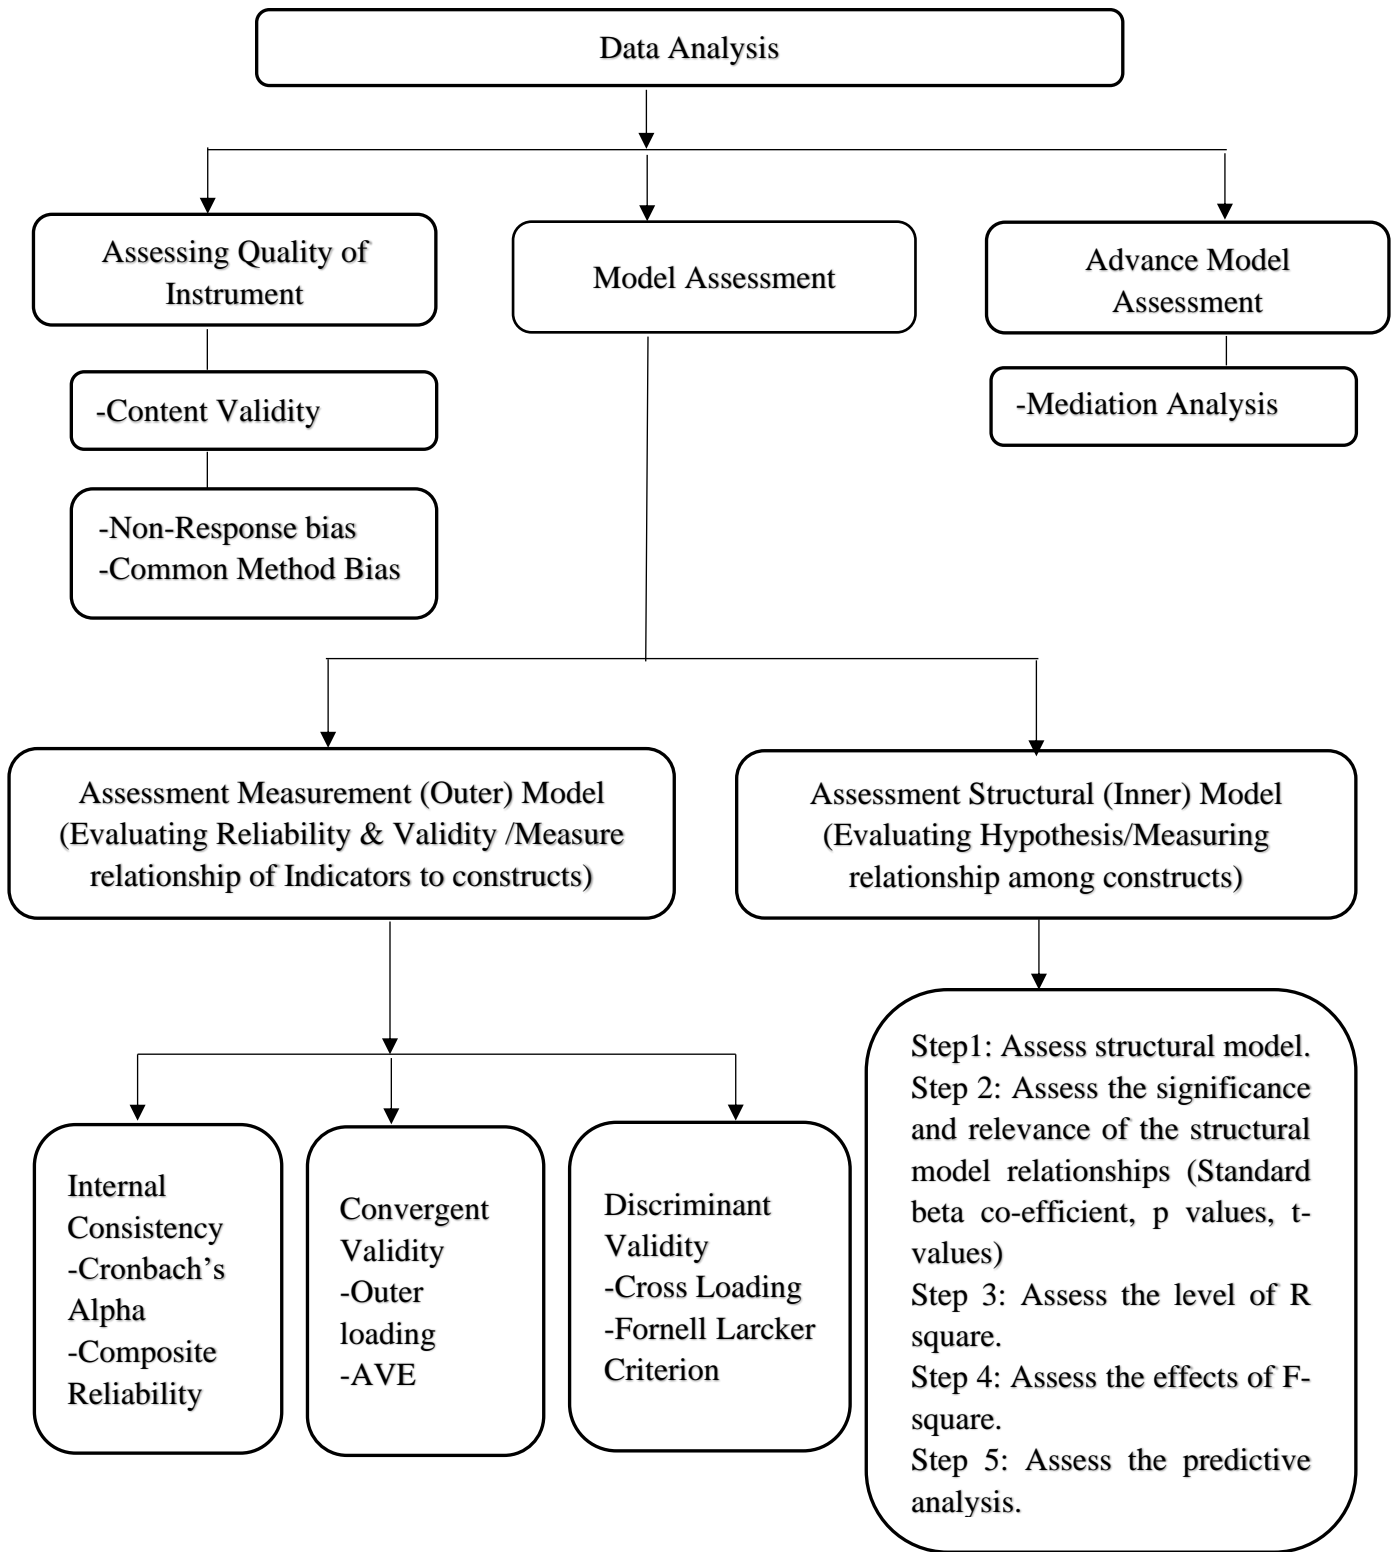 Data Analysis
Assessing Quality of
Instrument
Model Assessment
Advance Model
Assessment
-Content Validity
-Mediation Analysis
-Non-Response bias
-Common Method Bias
Assessment Measurement (Outer) Model
(Evaluating Reliability & Validity /Measure
relationship of Indicators to constructs)
Assessment Structural (Inner) Model
(Evaluating Hypothesis/Measuring
relationship among constructs)
Internal
Consistency
-Cronbach’s
Alpha
-Composite
Reliability
Convergent
Validity
-Outer
loading
-AVE
Discriminant
Validity
-Cross Loading
-Fornell Larcker
Criterion
Step1: Assess structural model.
Step 2: Assess the significance
and relevance of the structural
model relationships (Standard
beta co-efficient, p values, t-
values)
Step 3: Assess the level of R
square.
Step 4: Assess the effects of F-
square.
Step 5: Assess the predictive
analysis.